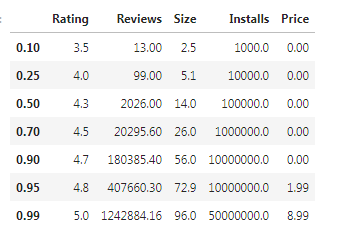 Rating Reviews Size Installs Price
0.10 3.5 13.00 2.5 1000.0 0.00
0.25 4.0 99.00 5.1 10000.0 0.00
0.50 4.3 2026.00 14.0 100000.0 0.00
0.70 4.5 20295.60 26.0 1000000.0 0.00
0.90 4.7 180385.40 56.0 10000000.0 0.00
0.95 4.8 407660.30 72.9 10000000.0 1.99
0.99 5.0 1242884.16 96.0 50000000.0 8.99